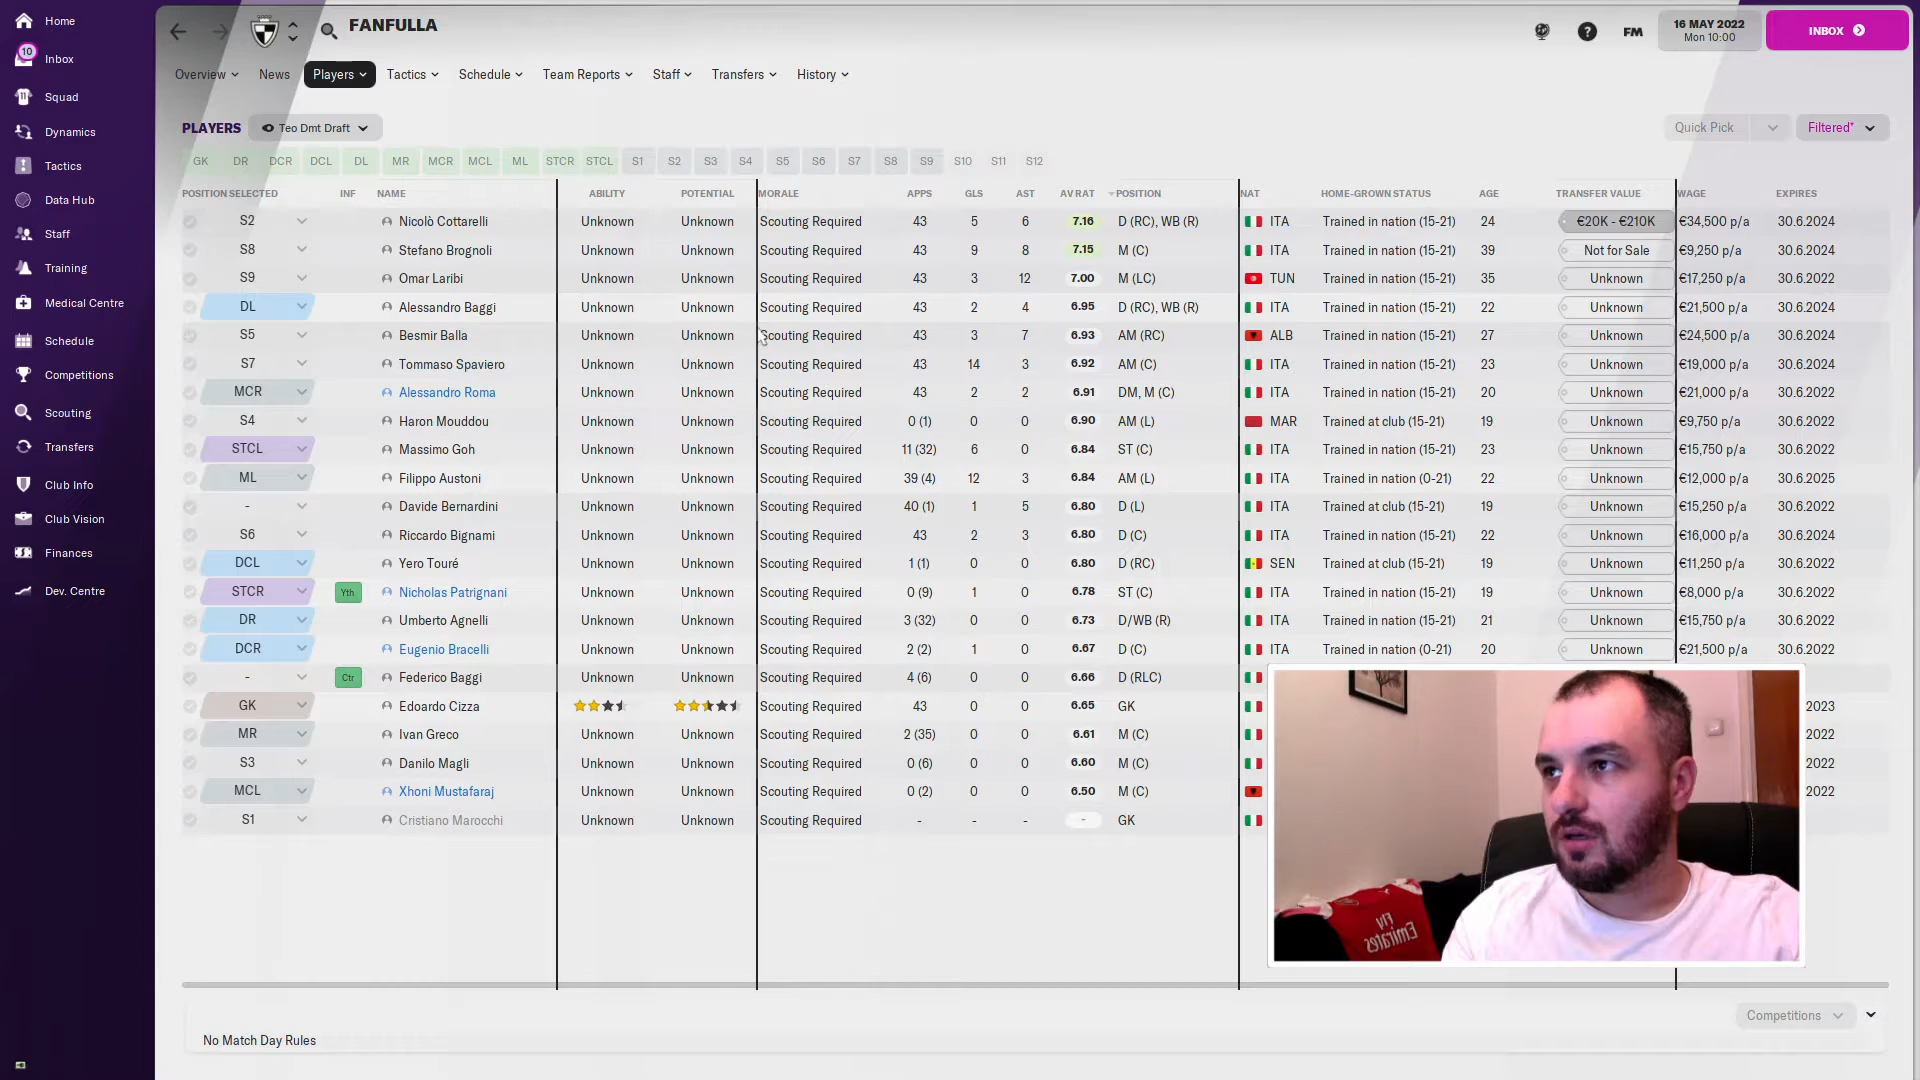 Home
10
Inbox
Squad
Dynamics
Tactics
Data Hub
Staff
Training
Medical Centre
Schedule
Competitions
Scouting
Transfers
Club Info
Club Vision
Finances
Dev. Centre
FANFULLA
FM
16 MAY 2022
Mon 10:00
INBOX
Overview News Players Tactics Schedule Team Reports Staff Transfers History
PLAYERS Teo Dmt Draft Quick Pick Filtered*
GK DR DCR DCL DL MR MCR MCL ML STCR STCL S1 S2 S3 S4 S5 S6 S7 S8 S9 S10 S11 S12
POSITION SELECTED INF NAME ABILITY POTENTIAL MORALE APPS GLS AST AV RAT POSITION NAT HOME-GROWN STATUS AGE TRANSFER VALUE WAGE EXPIRES
S2 Nicolò Cottarelli Unknown Unknown Scouting Required 43 5 6 7.16 D (RC), WB (R) ITA Trained in nation (15-21) 24 €20K - €210K €34,500 p/a 30.6.2024
S8 Stefano Brognoli Unknown Unknown Scouting Required 43 9 8 7.15 M (C) ITA Trained in nation (15-21) 39 Not for Sale €9,250 p/a 30.6.2024
S9 Omar Laribi Unknown Unknown Scouting Required 43 3 12 7.00 M (LC) TUN Trained in nation (15-21) 35 Unknown €17,250 p/a 30.6.2022
DL Alessandro Baggi Unknown Unknown Scouting Required 43 2 4 6.95 D (RC), WB (R) ITA Trained in nation (15-21) 22 Unknown €21,500 p/a 30.6.2024
S5 Besmir Balla Unknown Unknown Scouting Required 43 3 7 6.93 AM (RC) ALB Trained in nation (15-21) 27 Unknown €24,500 p/a 30.6.2024
S7 Tommaso Spaviero Unknown Unknown Scouting Required 43 14 3 6.92 AM (C) ITA Trained in nation (15-21) 23 Unknown €19,000 p/a 30.6.2024
MCR Alessandro Roma Unknown Unknown Scouting Required 43 2 2 6.91 DM, M (C) ITA Trained in nation (15-21) 20 Unknown €21,000 p/a 30.6.2022
S4 Haron Mouddou Unknown Unknown Scouting Required 0 (1) 0 0 6.90 AM (L) MAR Trained at club (15-21) 19 Unknown €9,750 p/a 30.6.2022
STCL Massimo Goh Unknown Unknown Scouting Required 11 (32) 6 0 6.84 ST (C) ITA Trained in nation (15-21) 23 Unknown €15,750 p/a 30.6.2022
ML Filippo Austoni Unknown Unknown Scouting Required 39 (4) 12 3 6.84 AM (L) ITA Trained in nation (0-21) 22 Unknown €12,000 p/a 30.6.2025
- Davide Bernardini Unknown Unknown Scouting Required 40 (1) 1 5 6.80 D (L) ITA Trained at club (15-21) 19 Unknown €15,250 p/a 30.6.2022
S6 Riccardo Bignami Unknown Unknown Scouting Required 43 2 3 6.80 D (C) ITA Trained in nation (15-21) 22 Unknown €16,000 p/a 30.6.2022
DCL Yero Touré Unknown Unknown Scouting Required 1 (1) 0 0 6.80 D (RC) SEN Trained at club (15-21) 19 Unknown €11,250 p/a 30.6.2022
STCR Yth Nicholas Patrignani Unknown Unknown Scouting Required 0 (9) 1 0 6.78 ST (C) ITA Trained in nation (15-21) 19 Unknown €8,000 p/a 30.6.2022
DR Umberto Agnelli Unknown Unknown Scouting Required 3 (32) 0 0 6.73 D/WB (R) ITA Trained in nation (15-21) 21 Unknown €15,750 p/a 30.6.2022
DCR Eugenio Bracelli Unknown Unknown Scouting Required 2 (2) 1 0 6.67 D (C) ITA Trained in nation (0-21) 20 Unknown €21,500 p/a 30.6.2022
- Ctr Federico Baggi Unknown Unknown Scouting Required 4 (6) 0 0 6.66 D (RLC)
GK Edoardo Cizza Scouting Required 43 0 0 6.65 GK 2023
MR Ivan Greco Unknown Unknown Scouting Required 2 (35) 0 0 6.61 M (C) 2022
S3 Danilo Magli Unknown Unknown Scouting Required 0 (6) 0 0 6.60 M (C) 2022
MCL Xhoni Mustafaraj Unknown Unknown Scouting Required 0 (2) 0 0 6.50 M (C) 2022
S1 Cristiano Marocchi Unknown Unknown Scouting Required - - - - GK
Fly
Emirates
Competitions
No Match Day Rules